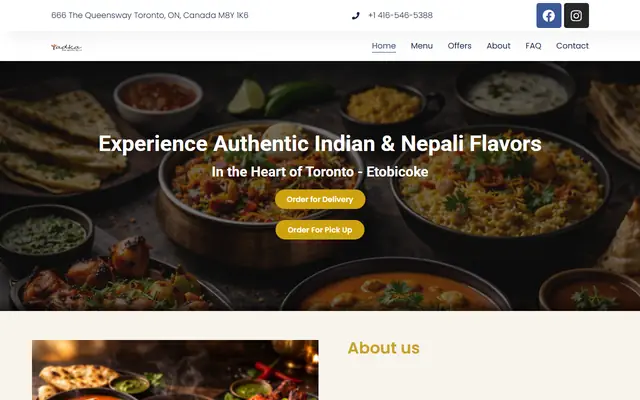 666 The Queensway Toronto, ON, Canada M8Y 1K6
+1 416-546-5388
Tadka
Home
Menu
Offers
About
FAQ
Contact
Experience Authentic Indian & Nepali Flavors
In the Heart of Toronto - Etobicoke
Order for Delivery
Order For Pick Up
About us